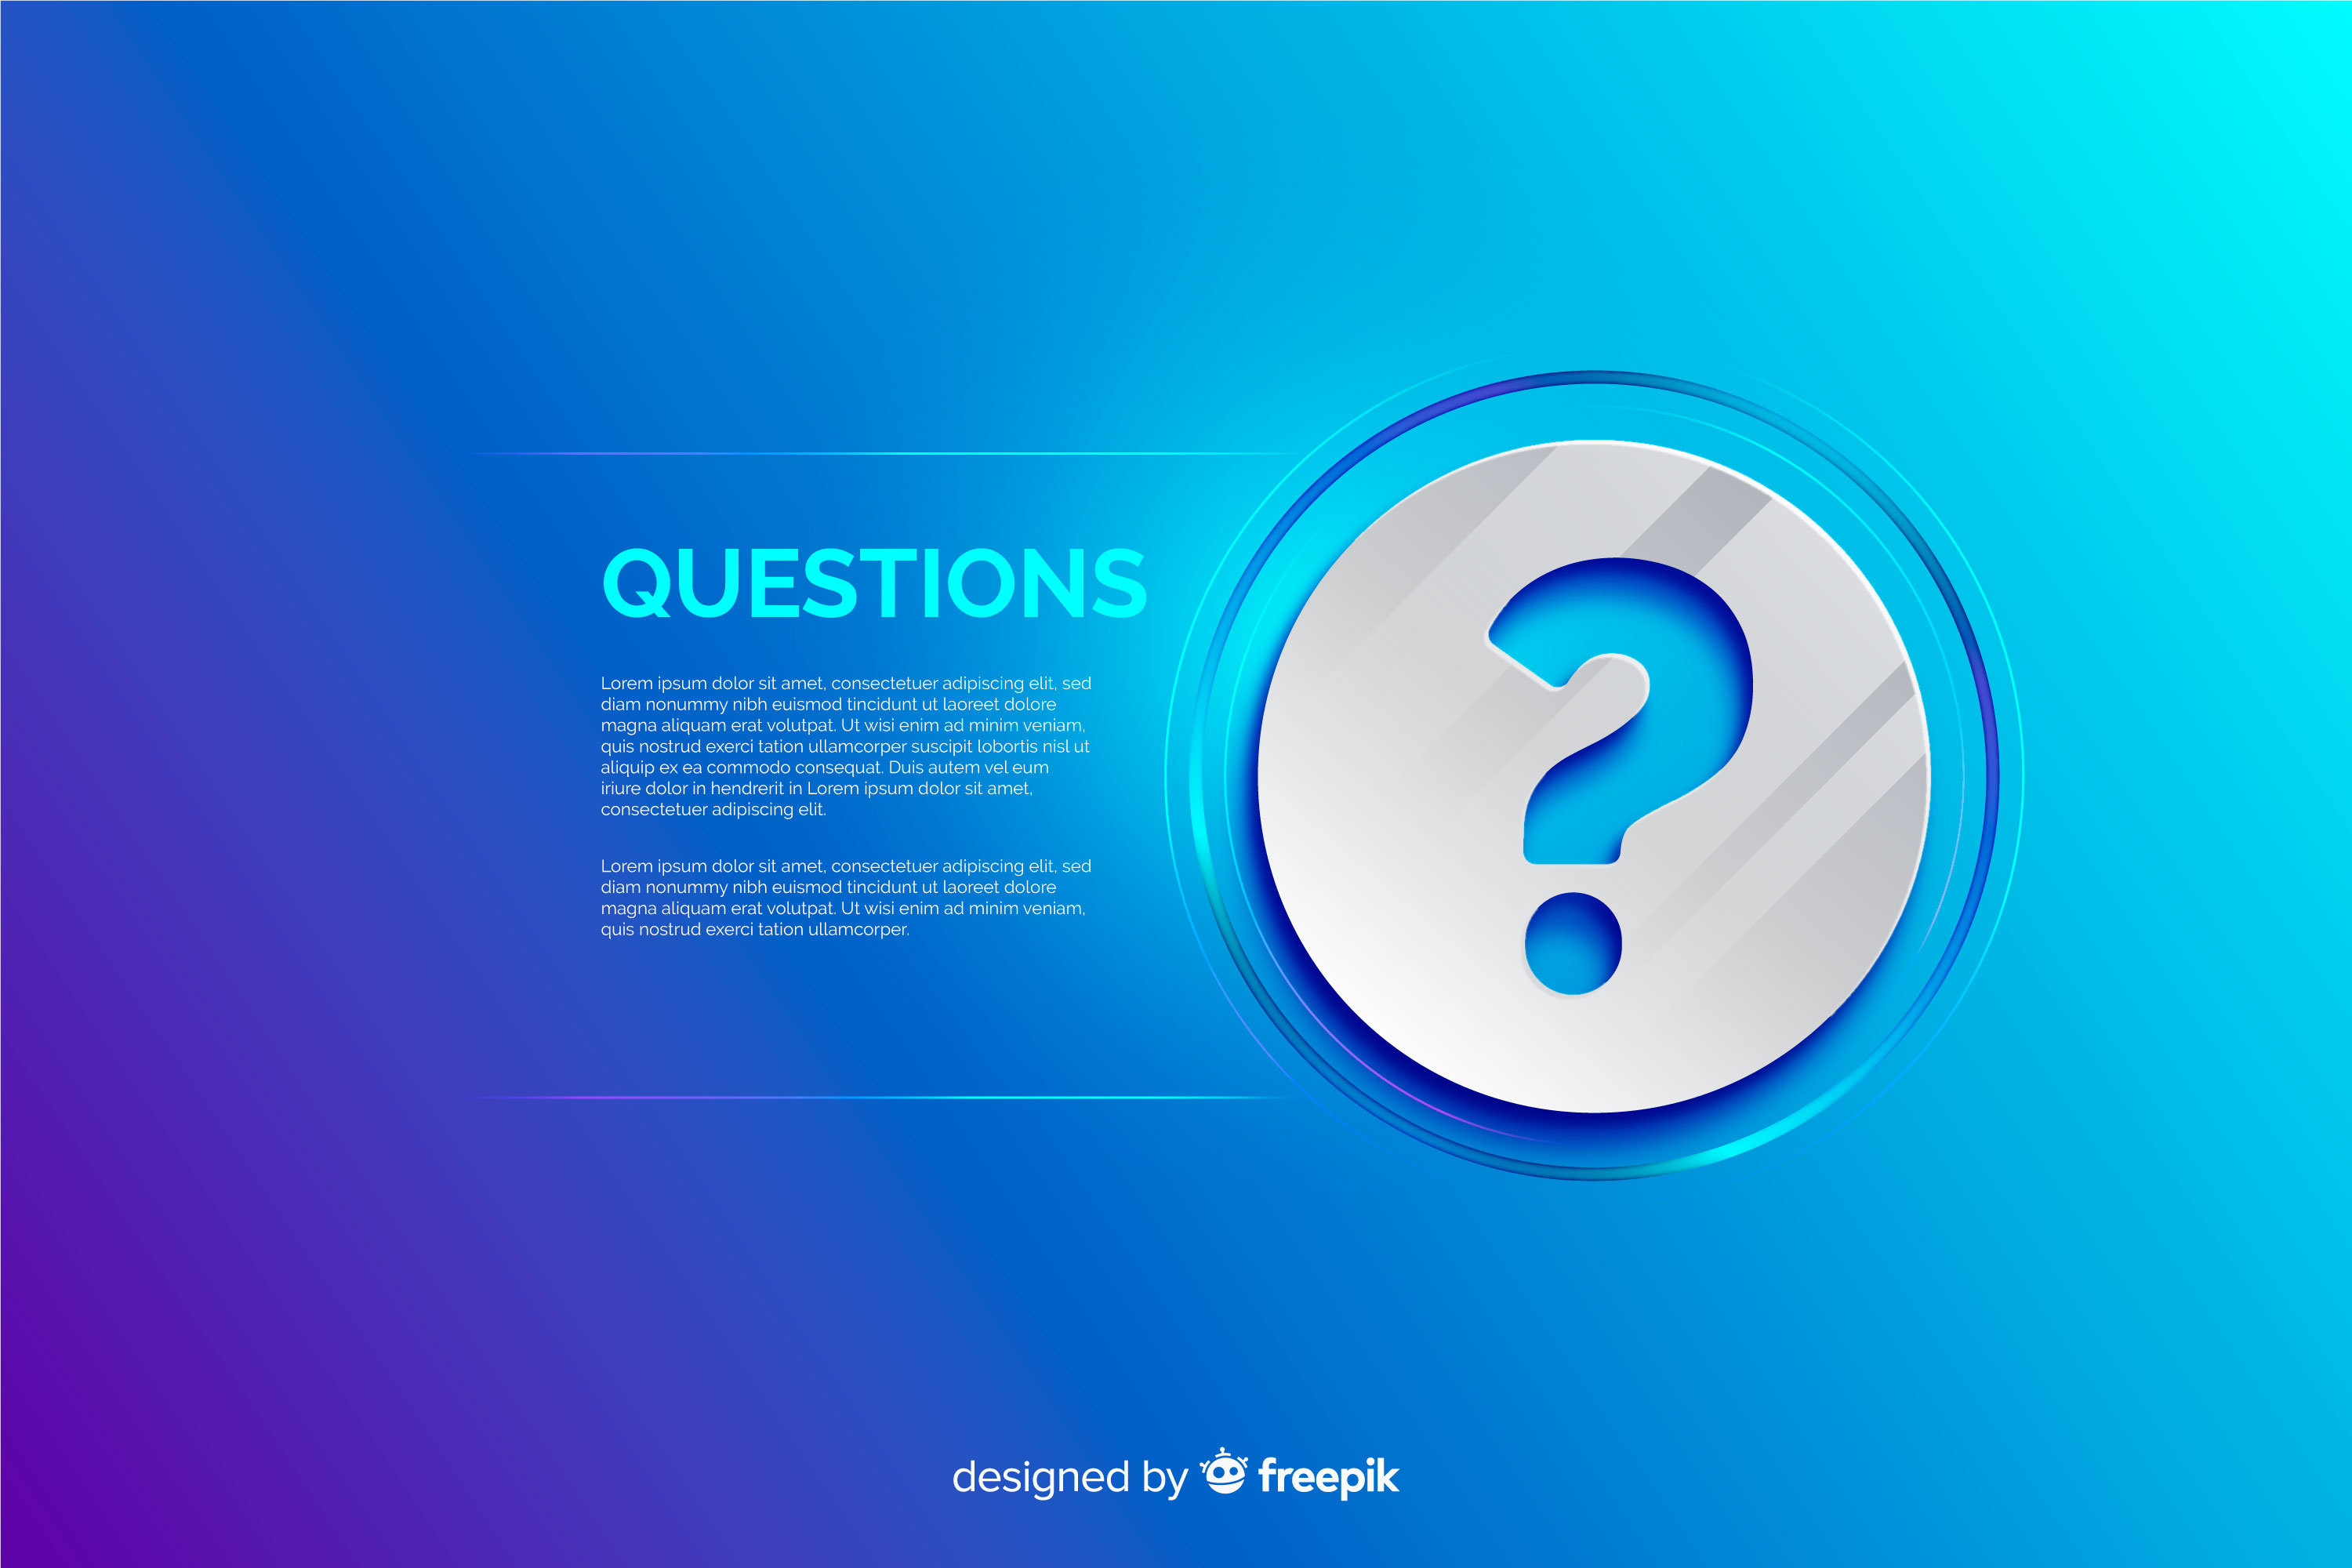 QUESTIONS
Lorem ipsum dolor sit amet, consectetuer adipiscing elit, sed
diam nonummy nibh euismod tincidunt ut laoreet dolore
magna aliquam erat volutpat. Ut wisi enim ad minim veniam,
quis nostrud exerci tation ullamcorper suscipit lobortis nisl ut
aliquip ex ea commodo consequat. Duis autem vel eum
iriure dolor in hendrerit in Lorem ipsum dolor sit amet,
consectetuer adipiscing elit.
Lorem ipsum dolor sit amet, consectetuer adipiscing elit, sed
diam nonummy nibh euismod tincidunt ut laoreet dolore
magna aliquam erat volutpat. Ut wisi enim ad minim veniam,
quis nostrud exerci tation ullamcorper.
?
designed by freepik